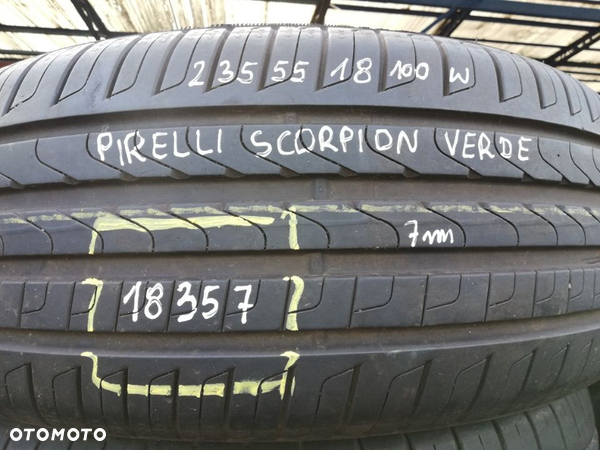 235 55 18 100 W
PIRELLI SCORPION VERDE
7mm
18357
OTOMOTO